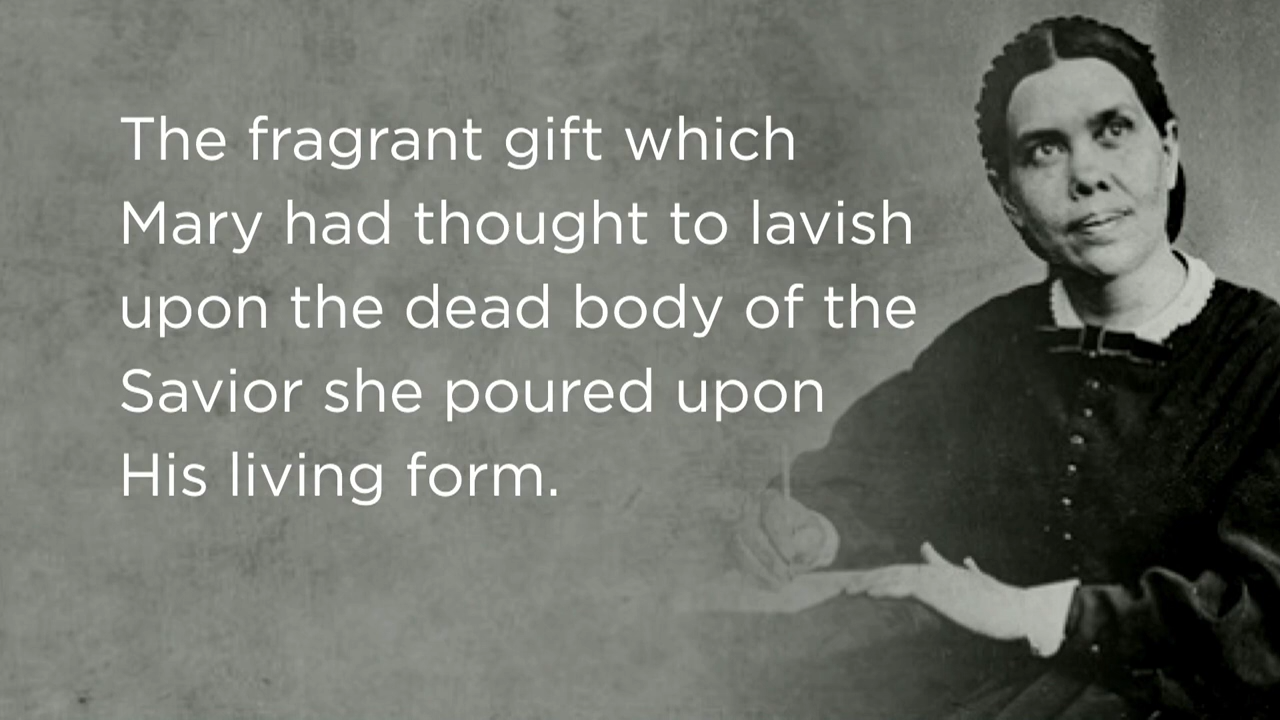 The fragrant gift which
Mary had thought to lavish
upon the dead body of the
Savior she poured upon
His living form.